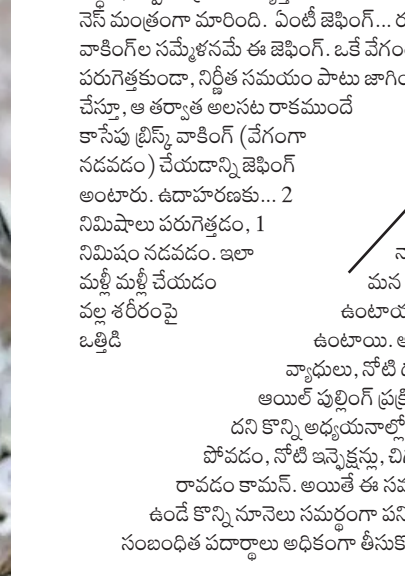 నెస్ మంత్రంగా మారింది. ఏంటీ జెఫింగ్...
వాకింగ్‌ల సమ్మేళనమే ఈ జెఫింగ్. ఒకే
పరుగెత్తకుండా, నిర్ణీత సమయం పాటు
చేస్తూ, ఆ తర్వాత అలసట రాకముందే
కాసేపు బ్రిస్క్ వాకింగ్ (వేగంగా
నడవడం) చేయడాన్ని జెఫింగ్
అంటారు. ఉదాహరణకు... 2
నిమిషాలు పరుగెత్తడం, 1
నిమిషం నడవడం. ఇలా
మళ్లీ మళ్లీ చేయడం
వల్ల శరీరంపై
ఒత్తిడి
మన
ఉంటాయి.
వ్యాధులు, నోటి
ఆయిల్ పుల్లింగ్
దని కొన్ని అధ్యయనాల్లో
పోవడం, నోటి ఇన్ఫెక్షన్లు,
రావడం కామన్. అయితే ఈ
ఉండే కొన్ని నూనెలు సమర్థంగా
సంబంధిత పదార్థాలు అధికంగా